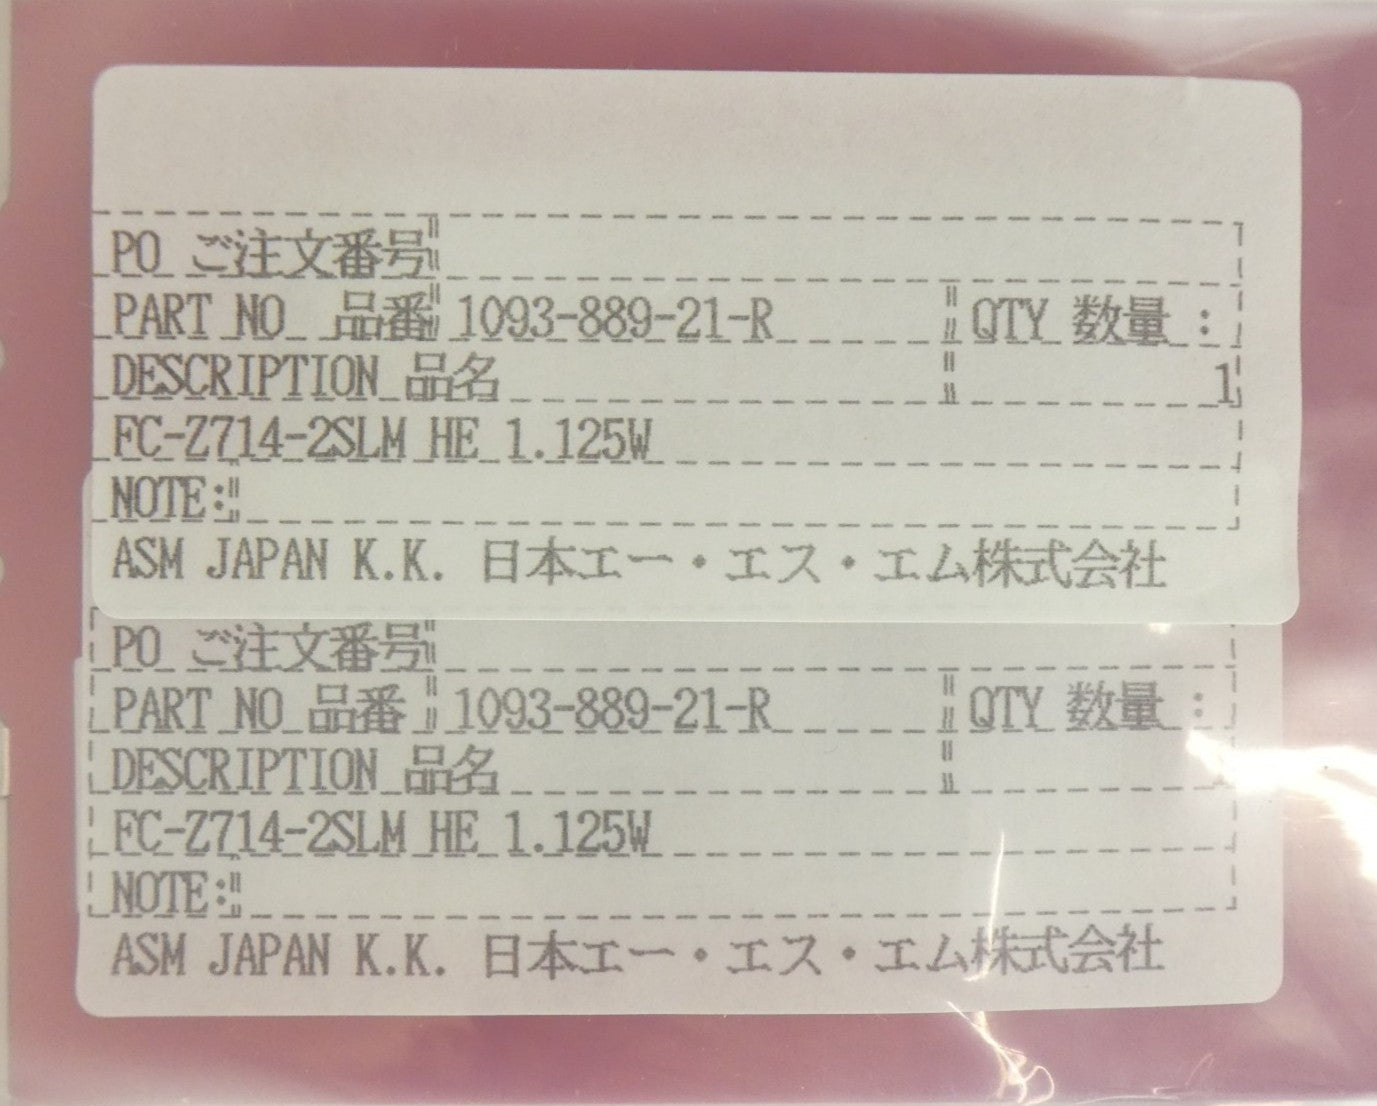 PO ご注文番号
PART NO 品番 1093-889-21-R QTY 数量 :
DESCRIPTION 品名 1
FC-Z714-2SLM HE 1.125W
NOTE:
ASM JAPAN K.K. 日本エー・エス・エム株式会社
PO ご注文番号
PART NO 品番 1093-889-21-R QTY 数量 :
DESCRIPTION 品名
FC-Z714-2SLM HE 1.125W
NOTE:
ASM JAPAN K.K. 日本エー・エス・エム株式会社